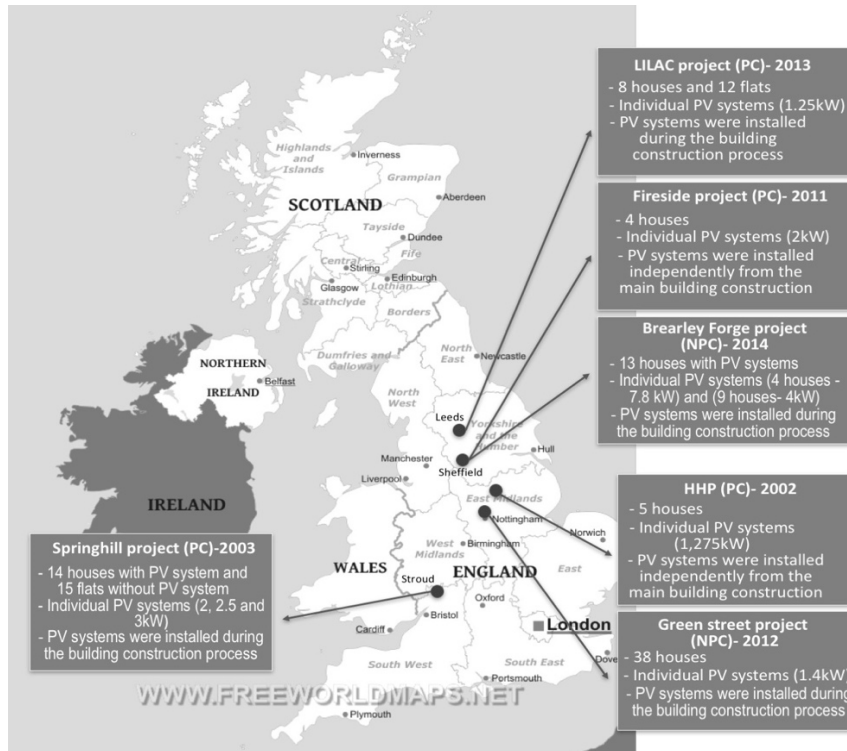 LILAC project (PC)- 2013
- 8 houses and 12 flats
- Individual PV systems (1.25kW)
- PV systems were installed
during the building
construction process
Fireside project (PC)- 2011
- 4 houses
- Individual PV systems (2kW)
- PV systems were installed
independently from the
main building construction
Brearley Forge project
(NPC)- 2014
- 13 houses with PV systems
- Individual PV systems (4 houses -
7.8 kW) and (9 houses- 4kW)
- PV systems were installed during
the building construction process
HHP (PC)- 2002
- 5 houses
- Individual PV systems
(1,275kW)
- PV systems were installed
independently from the
main building construction
Green street project
(NPC)- 2012
- 38 houses
- Individual PV systems (1.4kW)
- PV systems were installed during
the building construction process
Springhill project (PC)-2003
- 14 houses with PV system and
15 flats without PV system
- Individual PV systems (2, 2.5 and
3kW)
- PV systems were installed during
the building construction process
Highlands
and
Islands
Inverness
Grampian
Aberdeen
SCOTLAND
Tayside
Dundee
Fife
Central
Stirling
Edinburgh
Glasgow
Lothian
Strathclyde
Borders
Dumfries and
Galloway
North
East
Newcastle
NORTHERN
IRELAND
Belfast
North
West
Leeds
Yorkshire
and the
Humber
Hull
Sheffield
Manchester
Liverpool
IRELAND
East Midlands
Nottingham
Norwich
WALES
West
Midlands
Birmingham
ENGLAND
East
Stroud
Oxford
Bristol
Cardiff
London
South West
South East
Dove
Portsmouth
WWW.FREEWORLDMAPS.NET
Plymouth